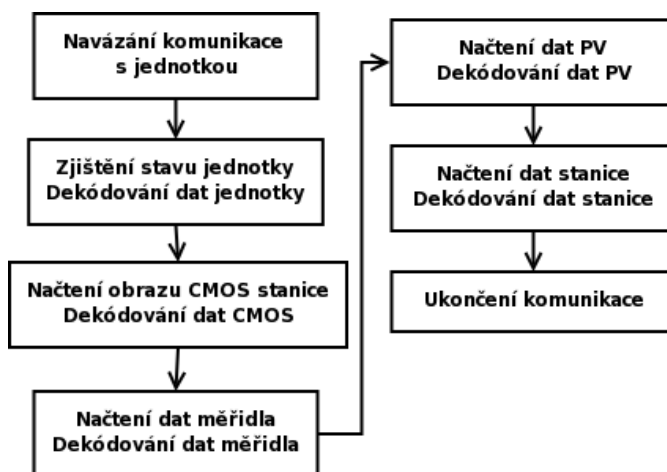 Navázání komunikace
s jednotkou
Zjištění stavu jednotky
Dekódování dat jednotky
Načtení obrazu CMOS stanice
Dekódování dat CMOS
Načtení dat měřidla
Dekódování dat měřidla
Načtení dat PV
Dekódování dat PV
Načtení dat stanice
Dekódování dat stanice
Ukončení komunikace